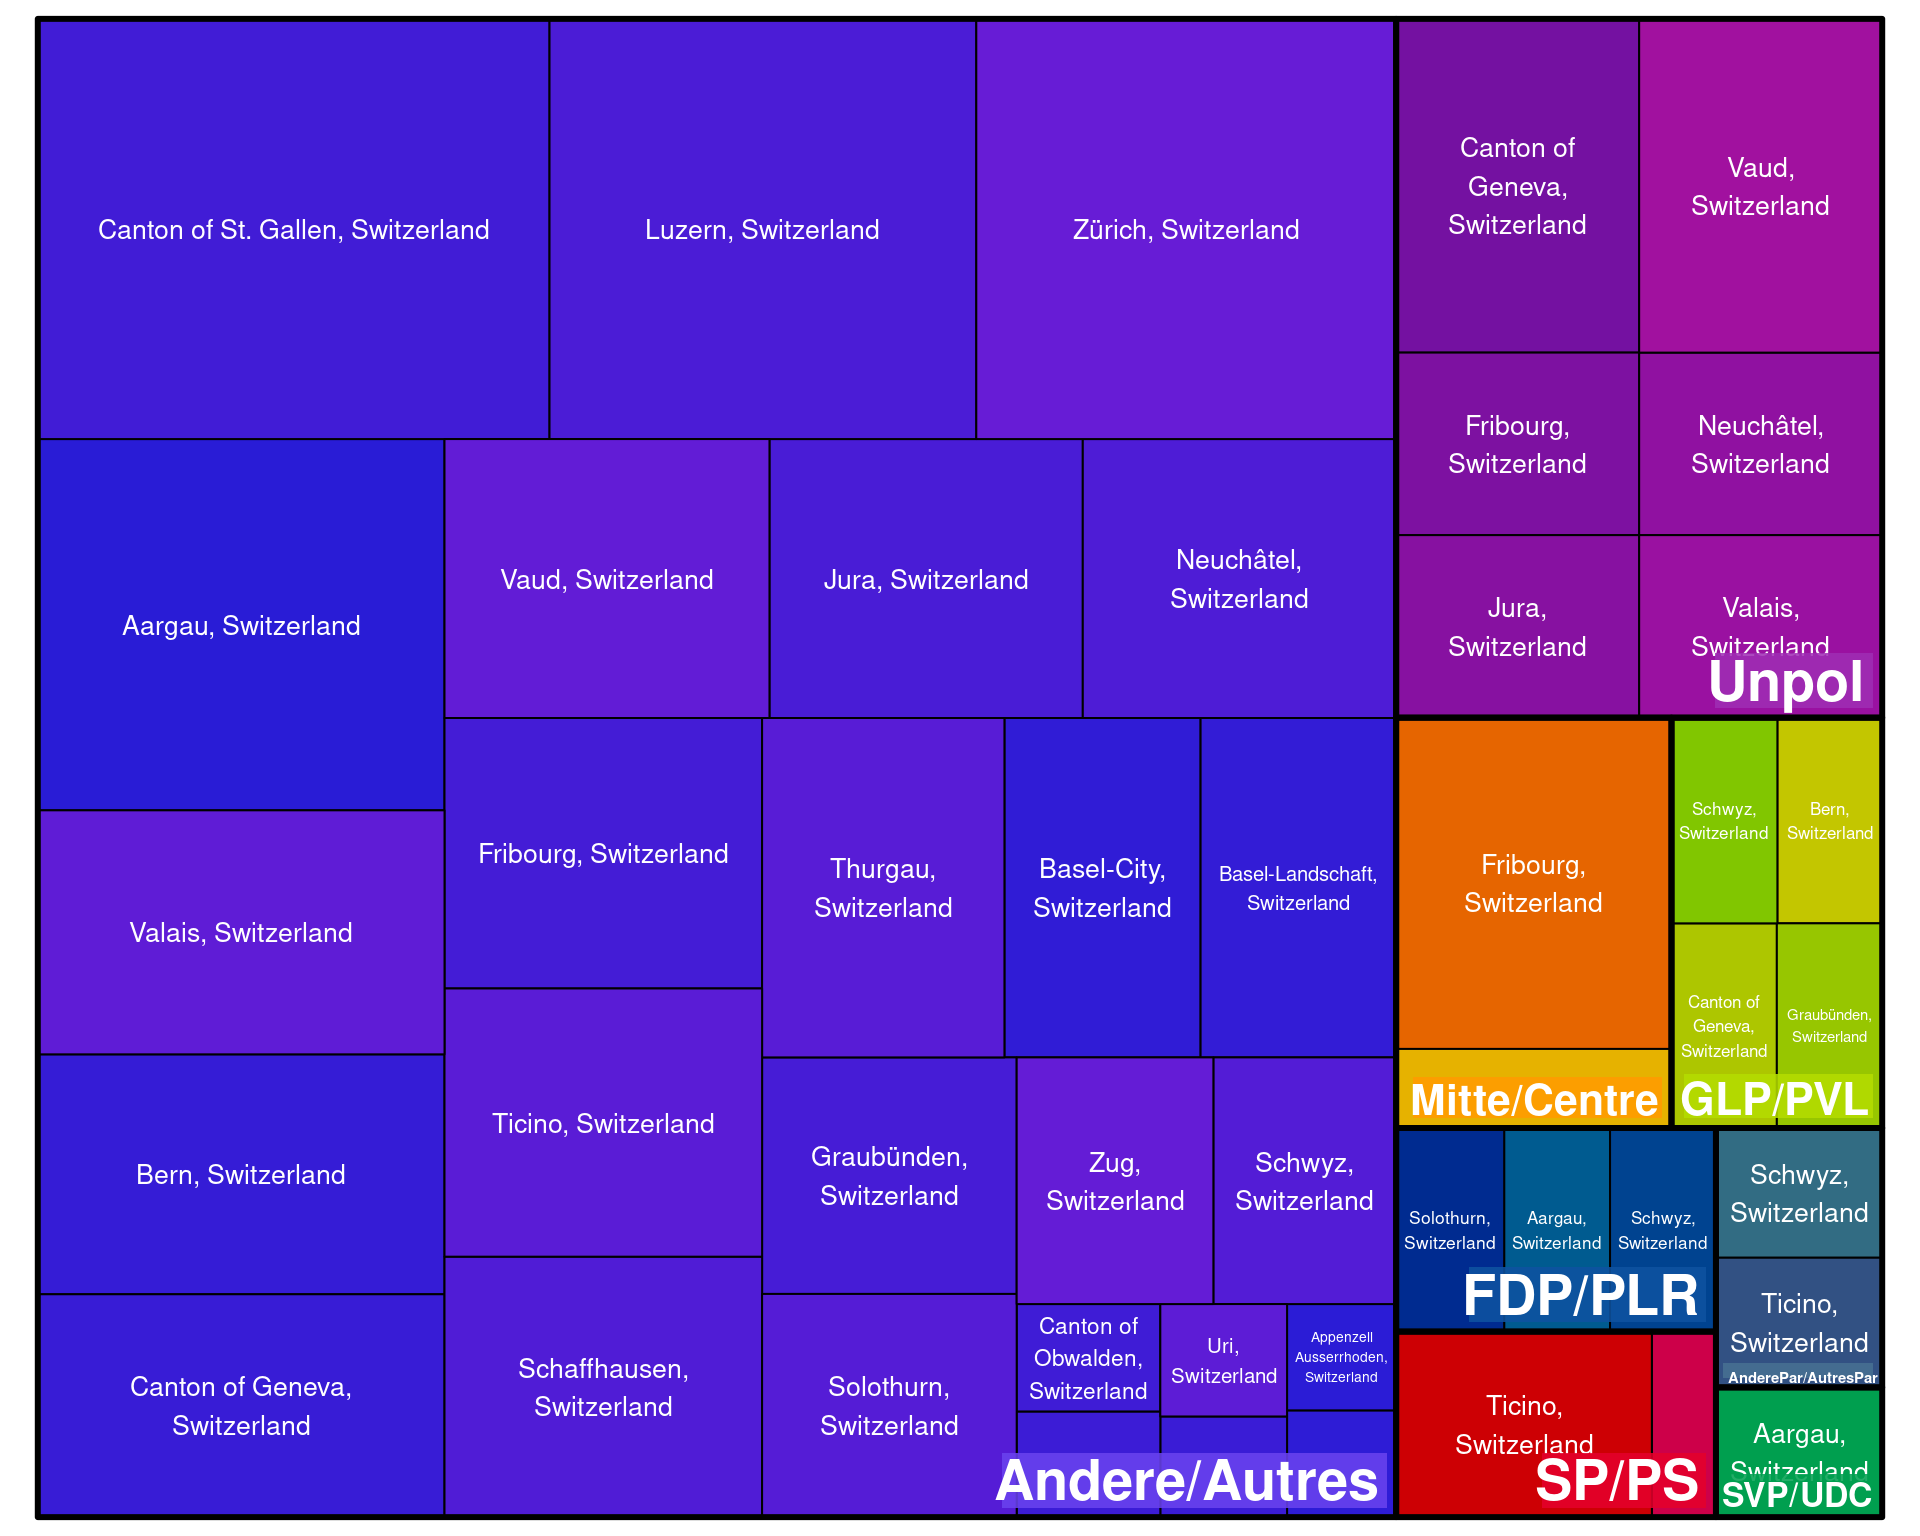 Canton of St. Gallen, Switzerland
Luzern, Switzerland
Zürich, Switzerland
Aargau, Switzerland
Vaud, Switzerland
Jura, Switzerland
Neuchâtel,
Switzerland
Valais, Switzerland
Fribourg, Switzerland
Thurgau,
Switzerland
Basel-City,
Switzerland
Basel-Landschaft,
Switzerland
Bern, Switzerland
Ticino, Switzerland
Graubünden,
Switzerland
Zug,
Switzerland
Schwyz,
Switzerland
Canton of Geneva,
Switzerland
Schaffhausen,
Switzerland
Solothurn,
Switzerland
Canton of
Obwalden,
Switzerland
Uri,
Switzerland
Appenzell
Ausserrhoden,
Switzerland
Andere/Autres
Canton of
Geneva,
Switzerland
Vaud,
Switzerland
Fribourg,
Switzerland
Neuchâtel,
Switzerland
Jura,
Switzerland
Valais,
Switzerland
Unpol
Fribourg,
Switzerland
Mitte/Centre
Schwyz,
Switzerland
Bern,
Switzerland
Canton of
Geneva,
Switzerland
Graubünden,
Switzerland
GLP/PVL
Solothurn,
Switzerland
Aargau,
Switzerland
Schwyz,
Switzerland
FDP/PLR
Schwyz,
Switzerland
Ticino,
Switzerland
AnderePar/AutresPar
Ticino,
Switzerland
SP/PS
Aargau,
Switzerland
SVP/UDC